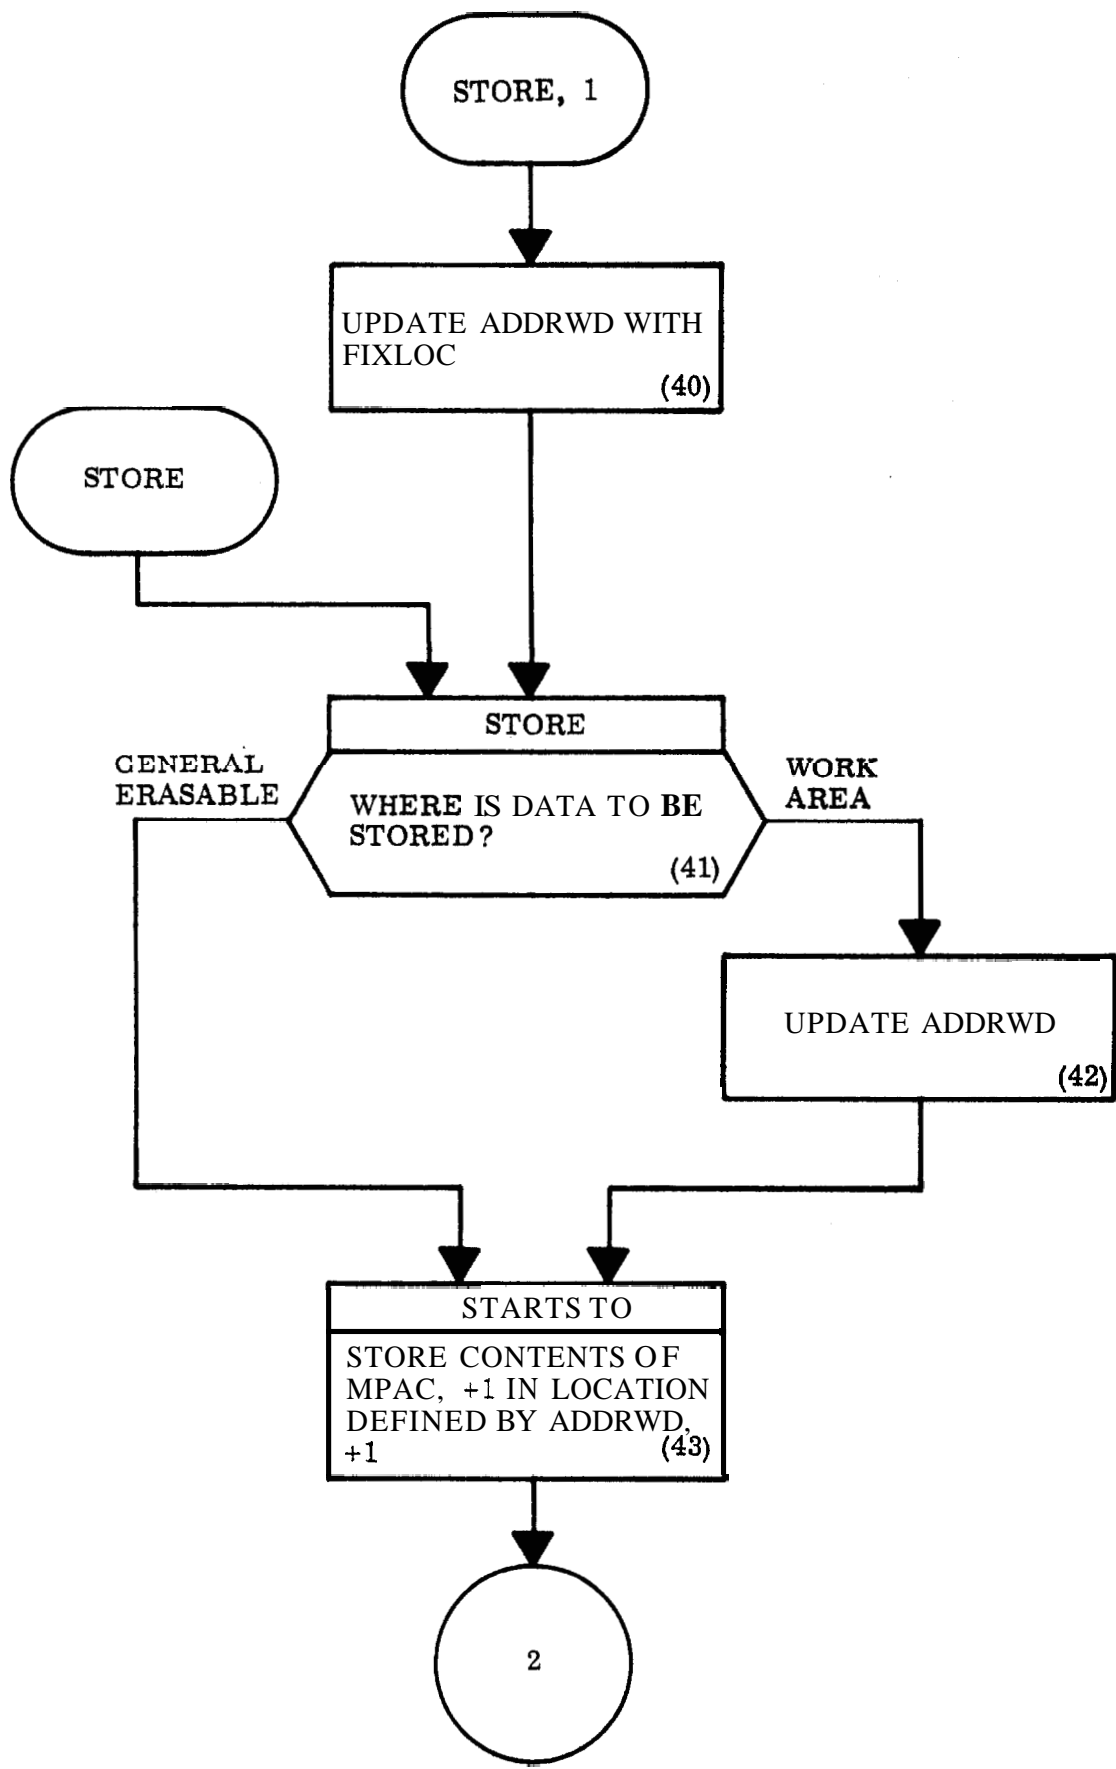 STORE, 1
UPDATE ADDRWD WITH
FIXLOC
(40)
STORE
STORE
GENERAL
ERASABLE
WORK
AREA
WHERE IS DATA TO BE
STORED?
(41)
UPDATE ADDRWD
(42)
STARTS TO
STORE CONTENTS OF
MPAC, +1 IN LOCATION
DEFINED BY ADDRWD,
+1 (43)
2